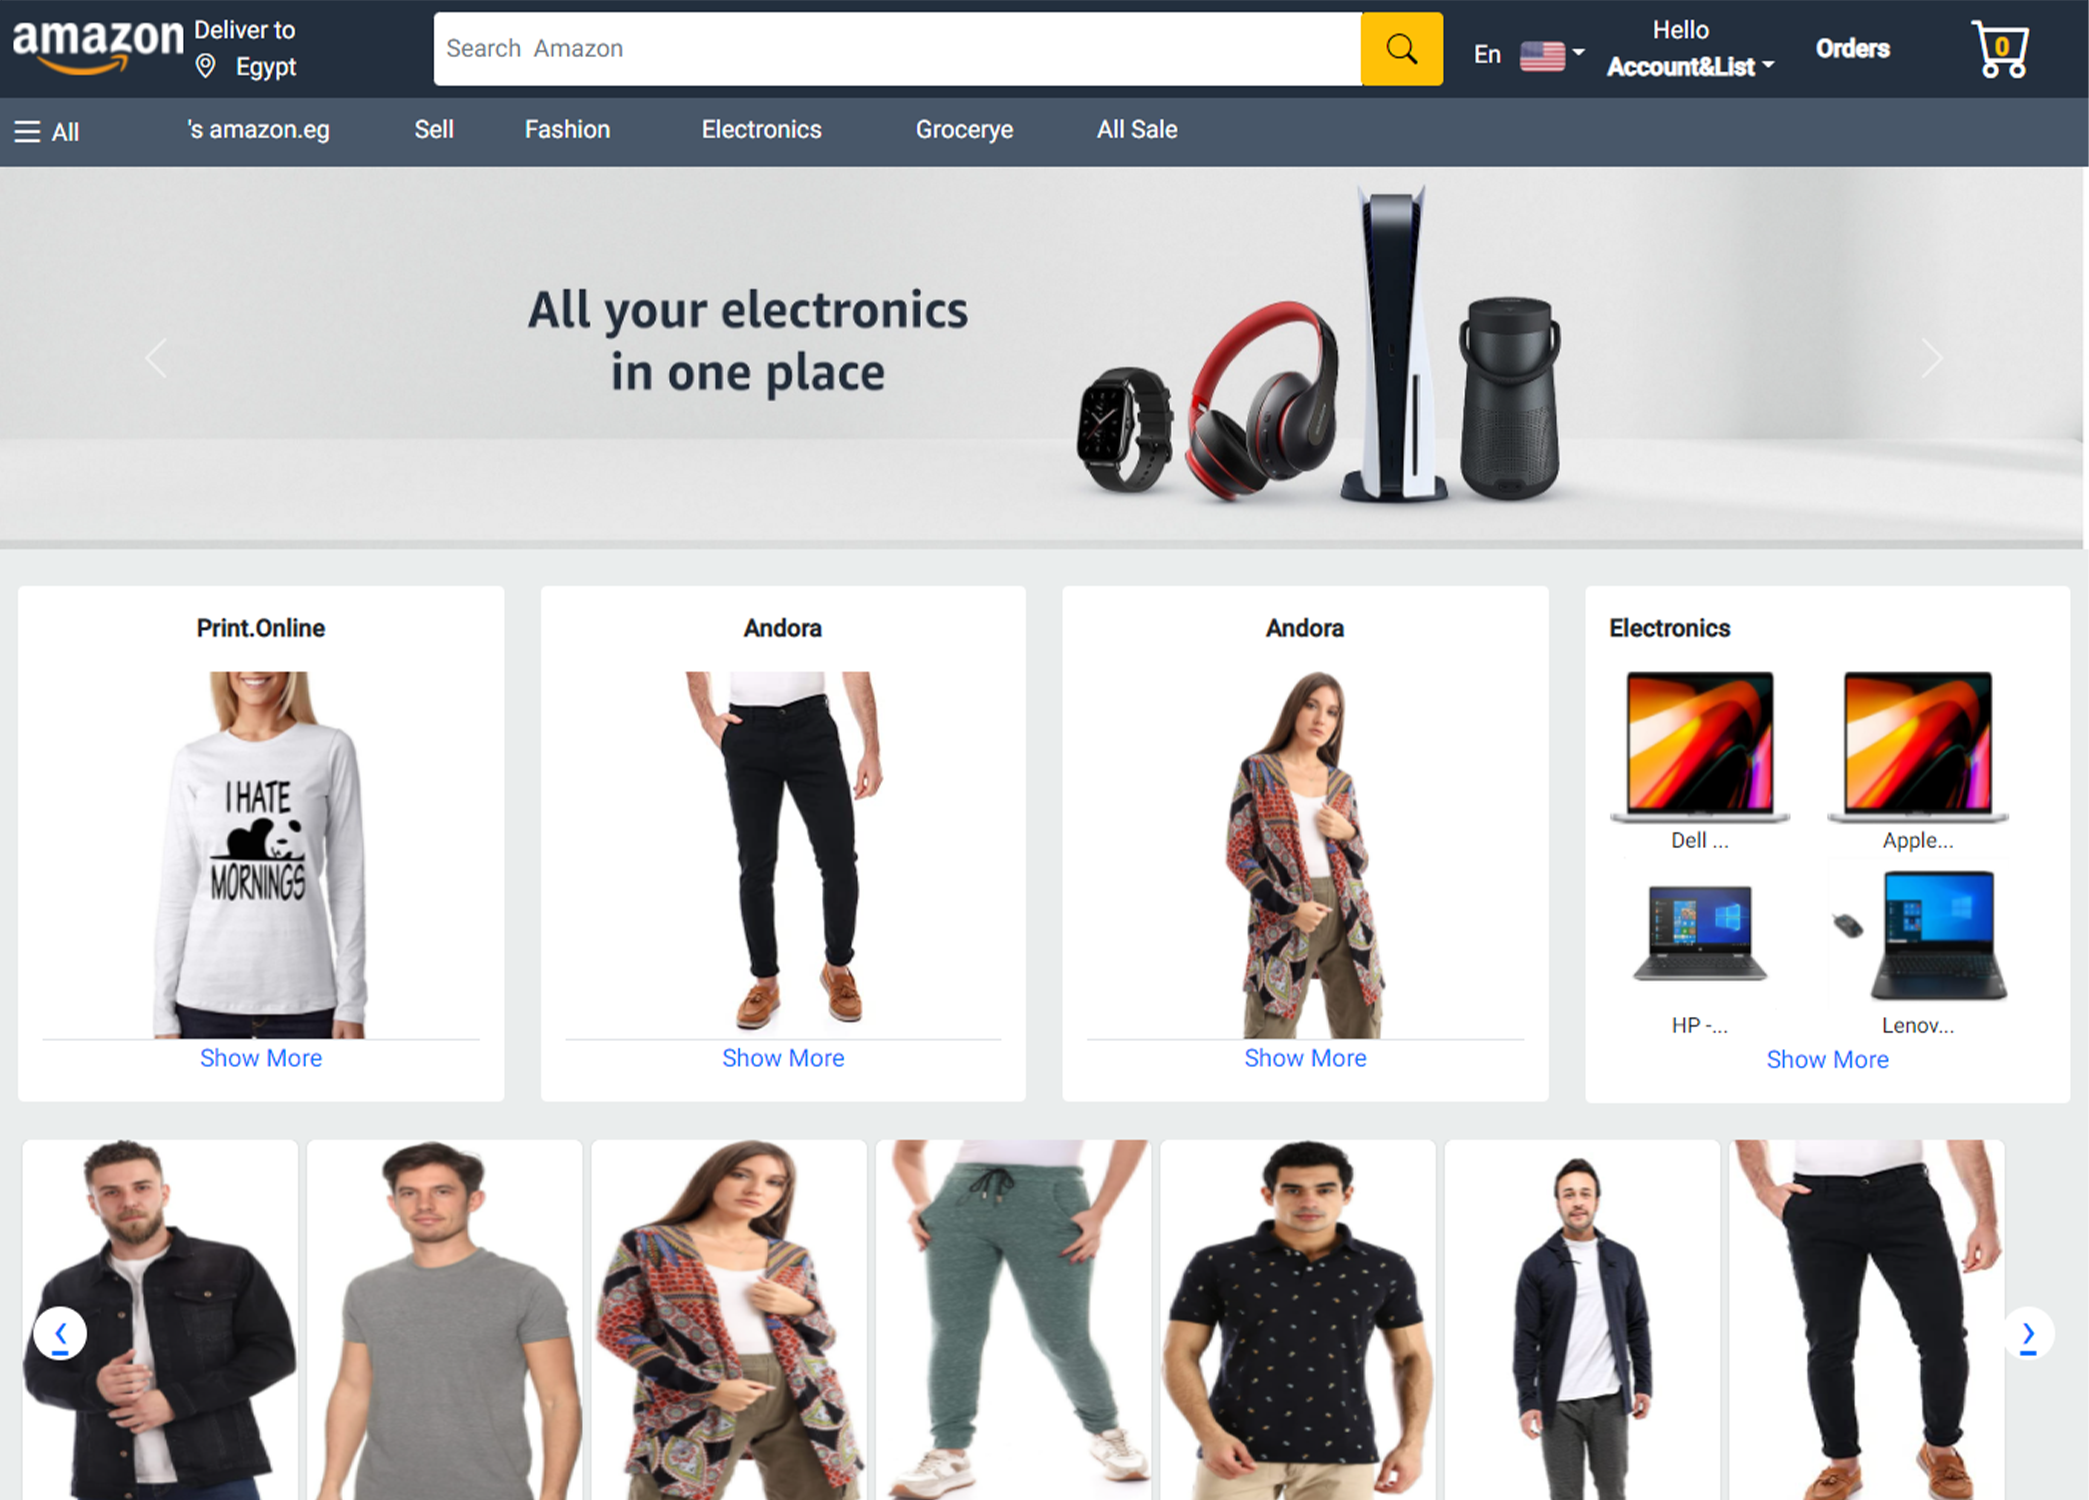 amazon
Deliver to
Egypt
Search Amazon
En
Hello
Account&List
Orders
0
All
's amazon.eg
Sell
Fashion
Electronics
Grocerye
All Sale
All your electronics
in one place
Print.Online
Andora
Andora
Electronics
I HATE
MORNINGS
Dell ...
Apple...
HP -...
Lenov...
Show More
Show More
Show More
Show More